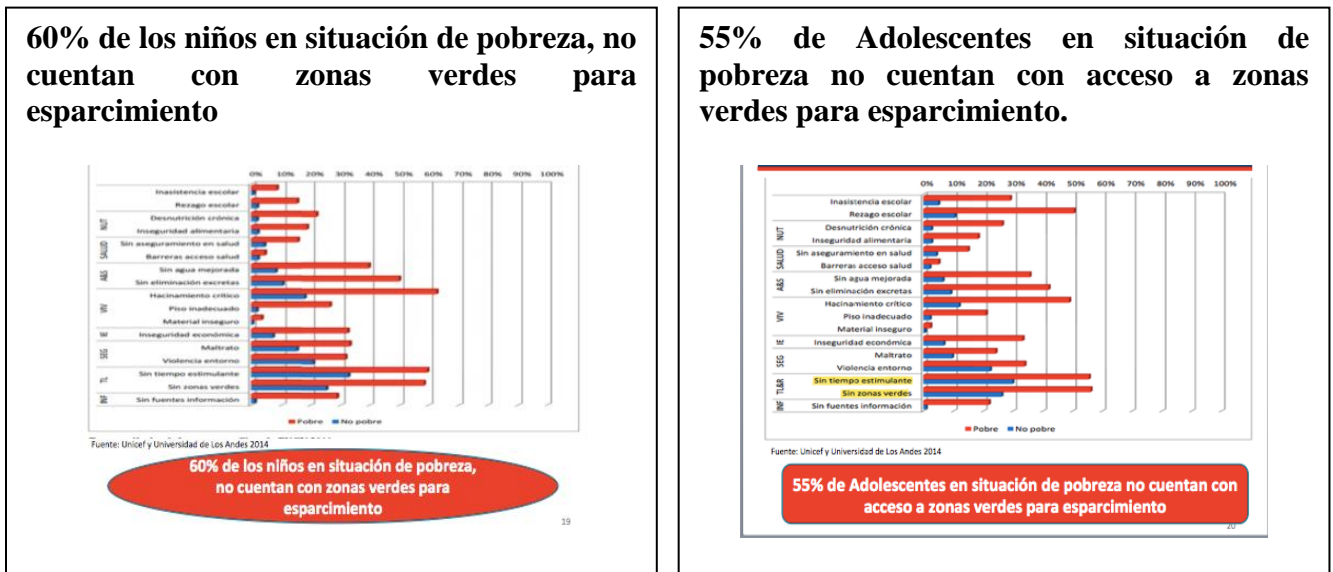 60% de los niños en situación de pobreza, no
cuentan con zonas verdes para
esparcimiento
0% 10% 20% 30% 40% 50% 60% 70% 80% 90% 100%
Inasistencia escolar
Rezago escolar
NUT
Desnutrición crónica
Inseguridad alimentaria
SALUD
Sin aseguramiento en salud
Barreras acceso salud
A&S
Sin agua mejorada
Sin eliminación excretas
VIV
Hacinamiento crítico
Piso inadecuado
Material inseguro
IE
Inseguridad económica
SEG
Maltrato
Violencia entorno
Sin tiempo estimulante
Sin zonas verdes
INF
Sin fuentes información
Pobre No pobre
Fuente: Unicef y Universidad de Los Andes 2014
60% de los niños en situación de pobreza,
no cuentan con zonas verdes para
esparcimiento
19
55% de Adolescentes en situación de
pobreza no cuentan con acceso a zonas
verdes para esparcimiento.
0% 10% 20% 30% 40% 50% 60% 70% 80% 90% 100%
Inasistencia escolar
Rezago escolar
NUT
Desnutrición crónica
Inseguridad alimentaria
SALUD
Sin aseguramiento en salud
Barreras acceso salud
A&S
Sin agua mejorada
Sin eliminación excretas
VIV
Hacinamiento crítico
Piso inadecuado
Material inseguro
IE
Inseguridad económica
SEG
Maltrato
Violencia entorno
TL&R
Sin tiempo estimulante
Sin zonas verdes
INF
Sin fuentes información
Pobre No pobre
Fuente: Unicef y Universidad de Los Andes 2014
55% de Adolescentes en situación de pobreza no cuentan con
acceso a zonas verdes para esparcimiento
20